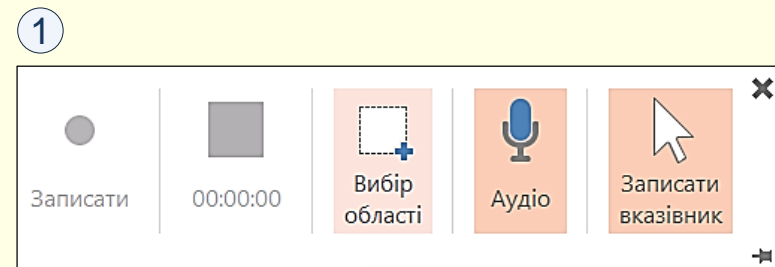 1
Записати
00:00:00
Вибір
області
Аудіо
Записати
вказівник